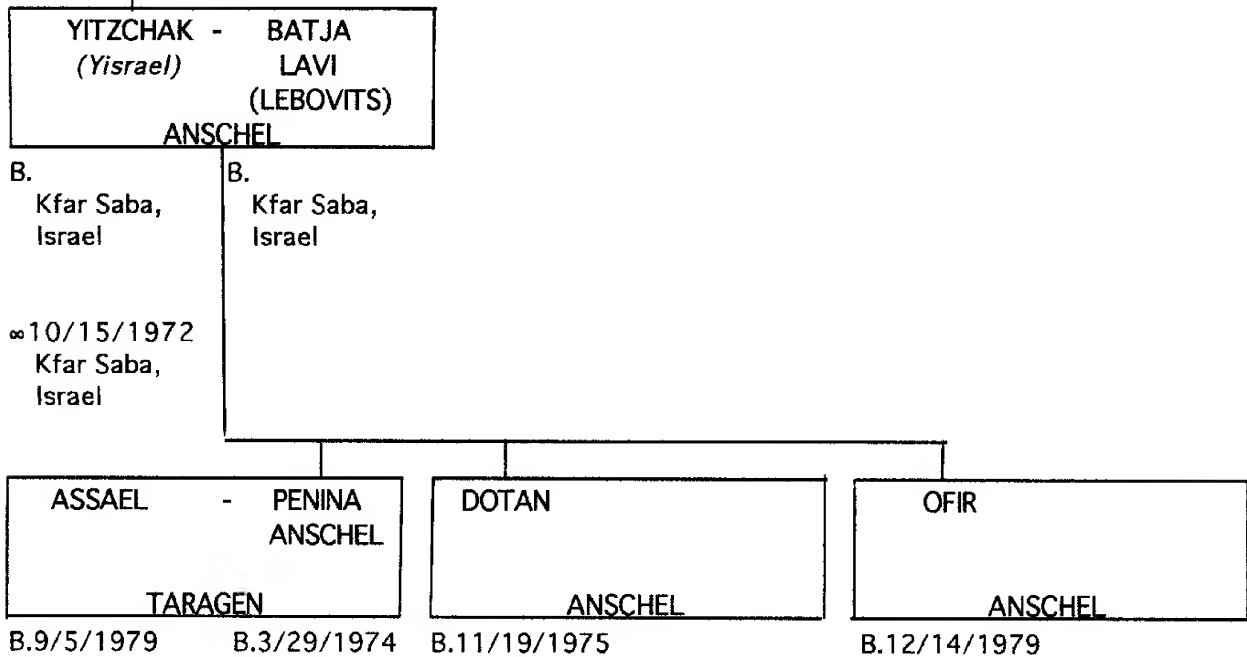 YITZCHAK - BATJA
(Yisrael) LAVI
(LEBOVITS)
ANSCHEL
B. B.
Kfar Saba, Kfar Saba,
Israel Israel
∞10/15/1972
Kfar Saba,
Israel
ASSAEL - PENINA DOTAN OFIR
ANSCHEL
TARAGEN ANSCHEL ANSCHEL
B.9/5/1979 B.3/29/1974 B.11/19/1975 B.12/14/1979